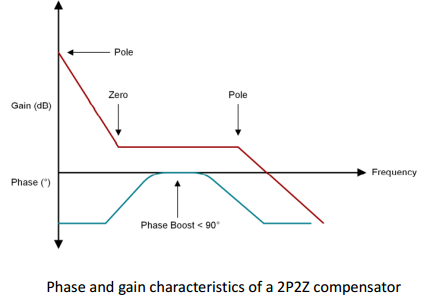 Pole
Zero
Pole
Gain (dB)
Frequency
Phase (°)
Phase Boost < 90°
Phase and gain characteristics of a 2P2Z compensator